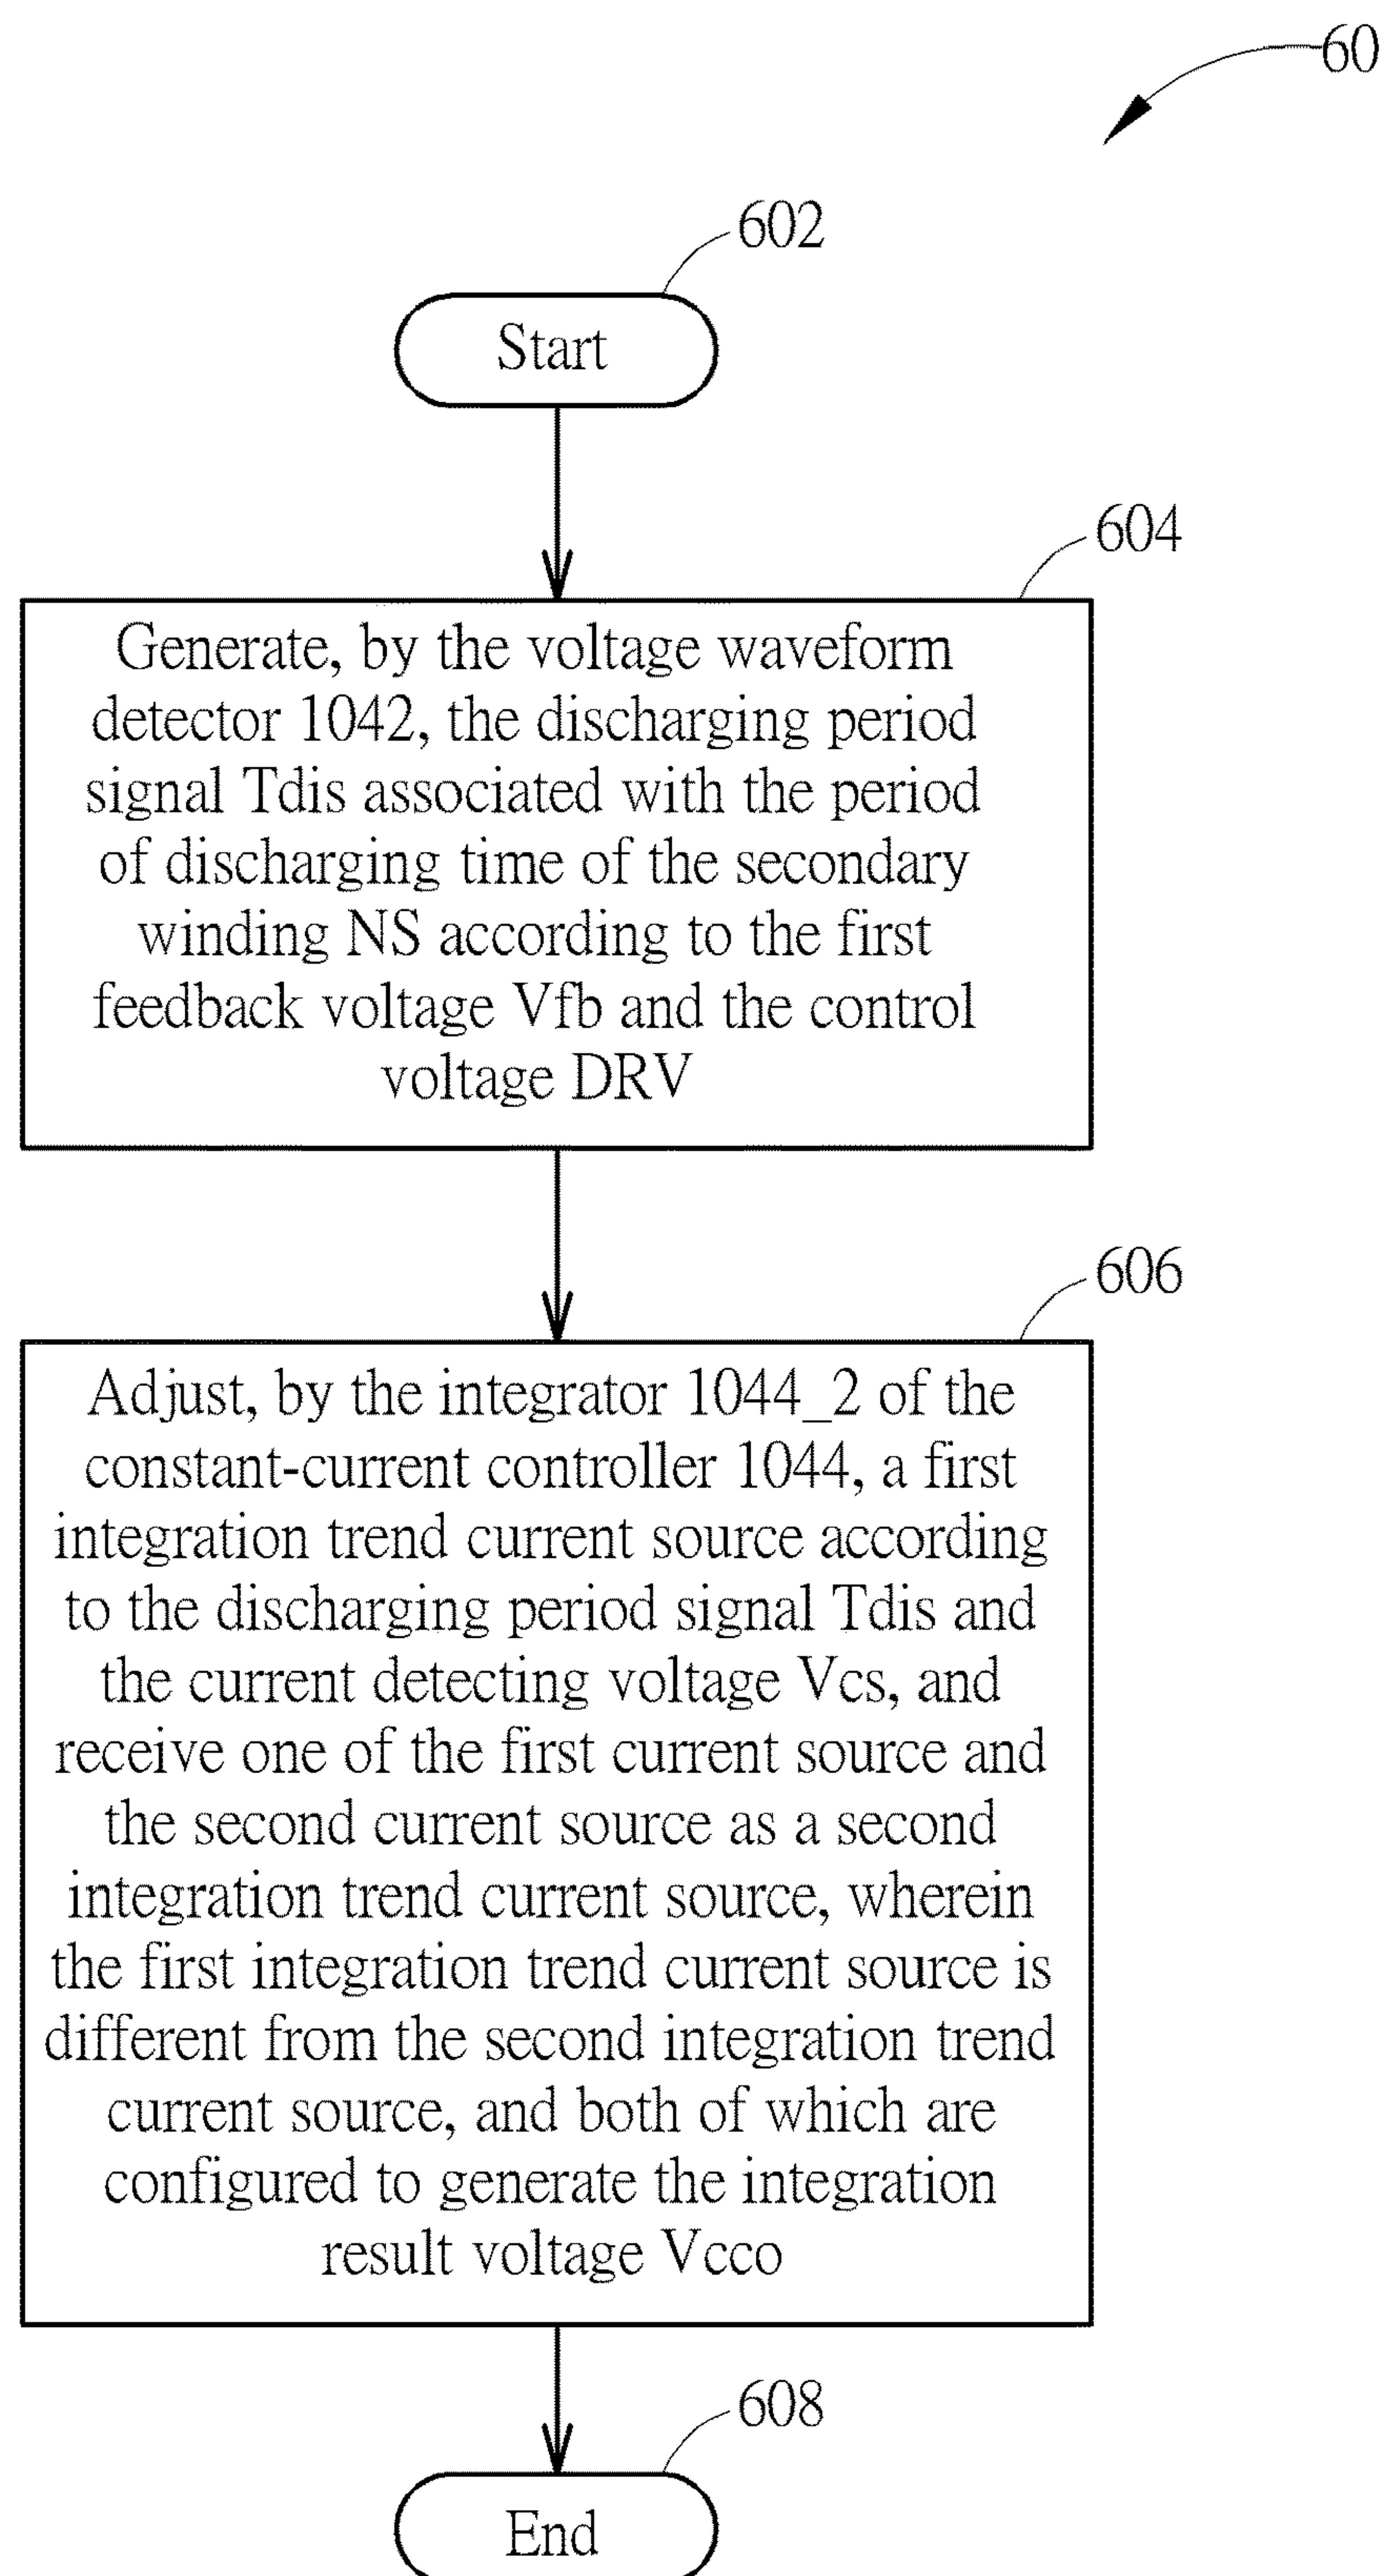 60
602
Start
604
Generate, by the voltage waveform
detector 1042, the discharging period
signal Tdis associated with the period
of discharging time of the secondary
winding NS according to the first
feedback voltage Vfb and the control
voltage DRV
606
Adjust, by the integrator 1044_2 of the
constant-current controller 1044, a first
integration trend current source according
to the discharging period signal Tdis and
the current detecting voltage Vcs, and
receive one of the first current source and
the second current source as a second
integration trend current source, wherein
the first integration trend current source is
different from the second integration trend
current source, and both of which are
configured to generate the integration
result voltage Vcco
608
End